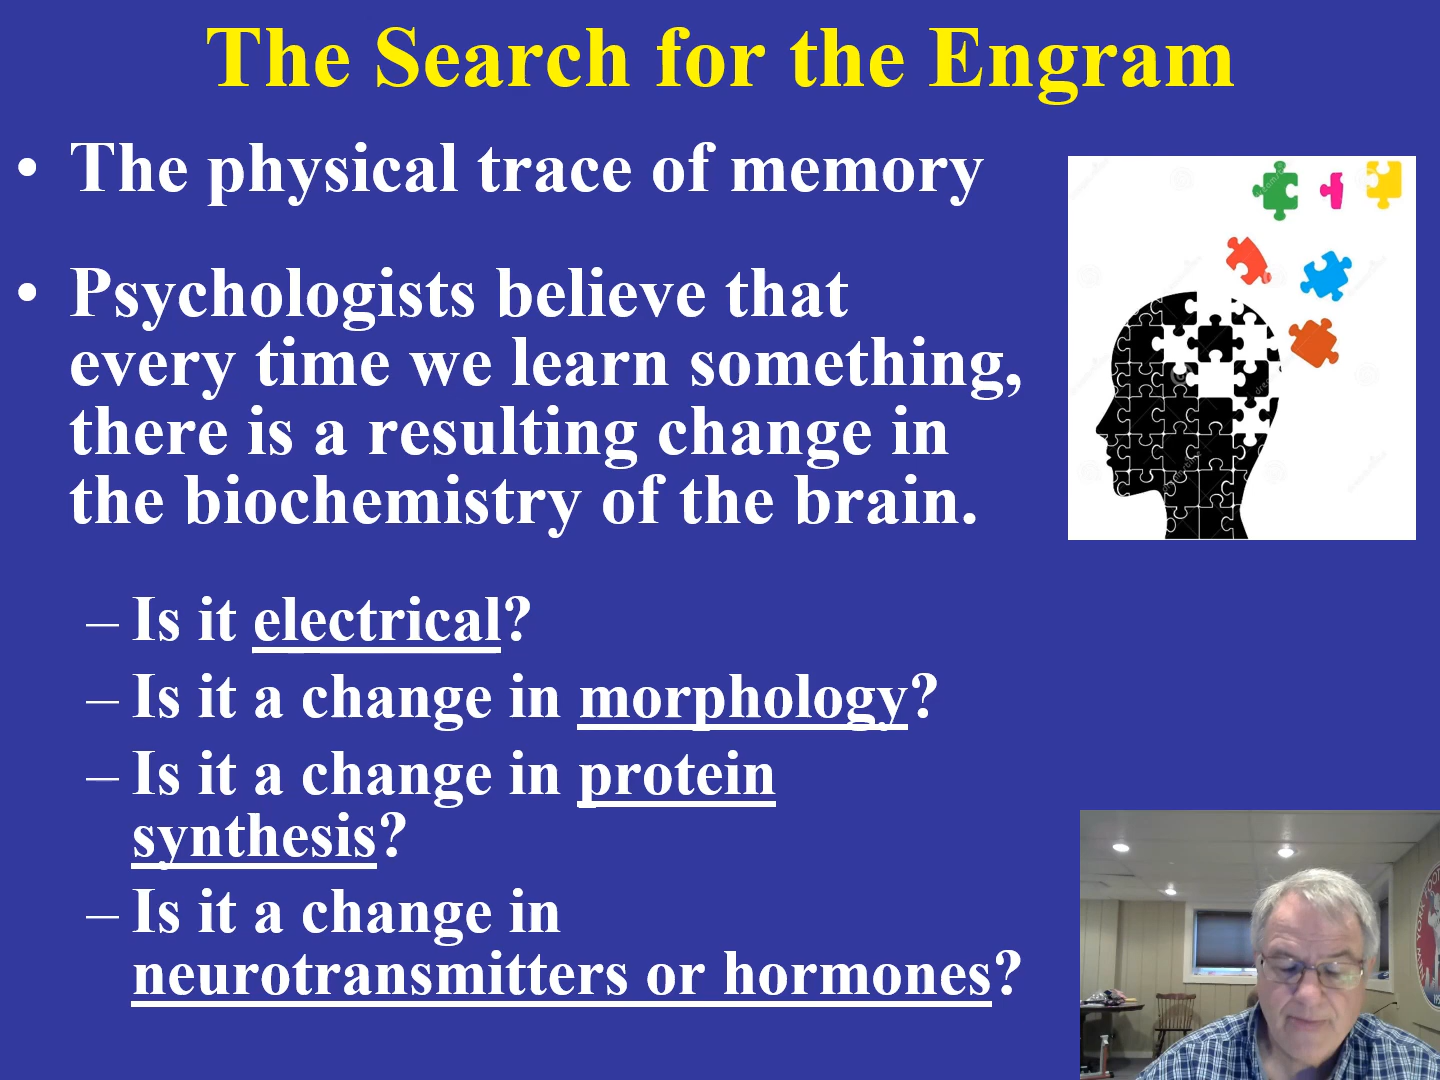 The Search for the Engram
• The physical trace of memory
• Psychologists believe that
every time we learn something,
there is a resulting change in
the biochemistry of the brain.
– Is it electrical?
– Is it a change in morphology?
– Is it a change in protein
synthesis?
– Is it a change in
neurotransmitters or hormones?